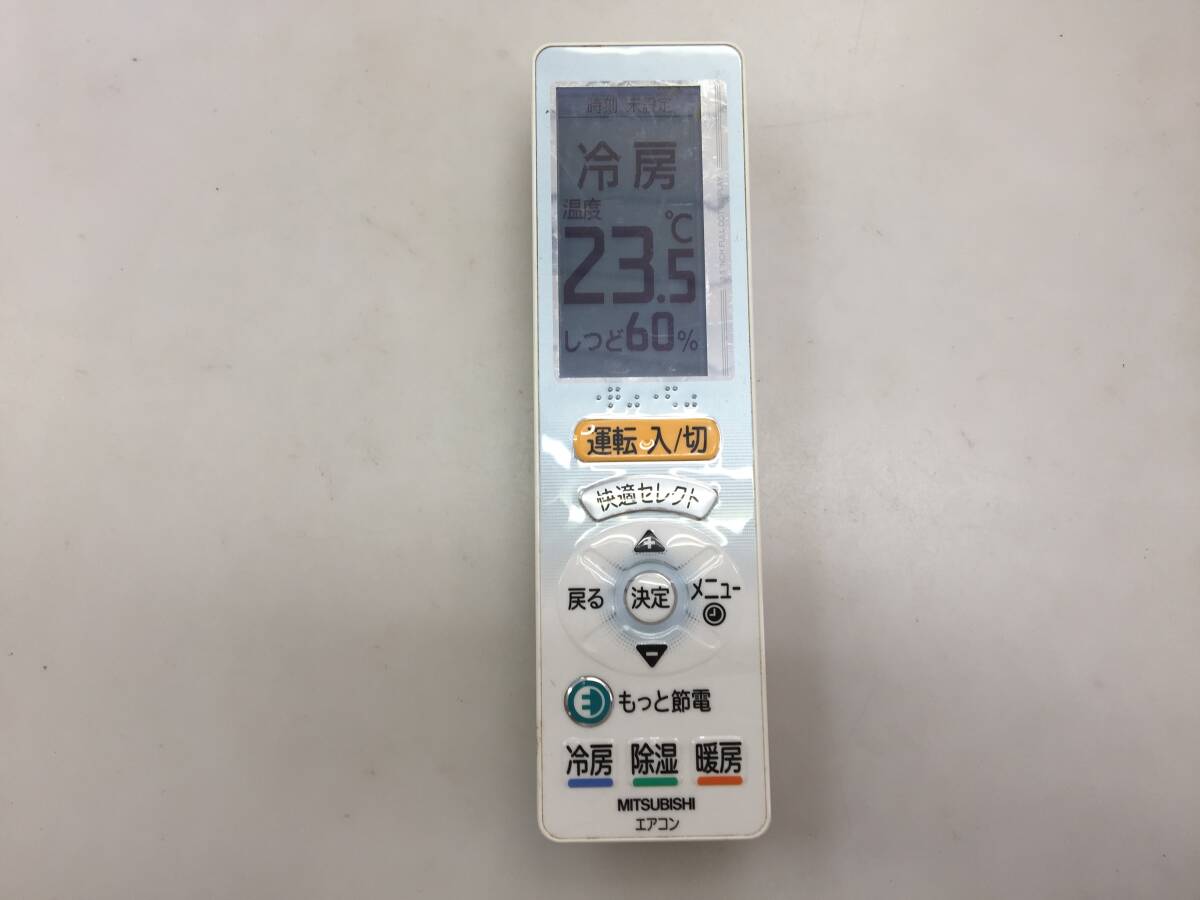 時刻 未設定
冷房
温度
23.5℃
しつど60%
運転 入/切
快適セレクト
+
戻る 決定 メニュー
-
もっと節電
冷房 除湿 暖房
MITSUBISHI
エアコン